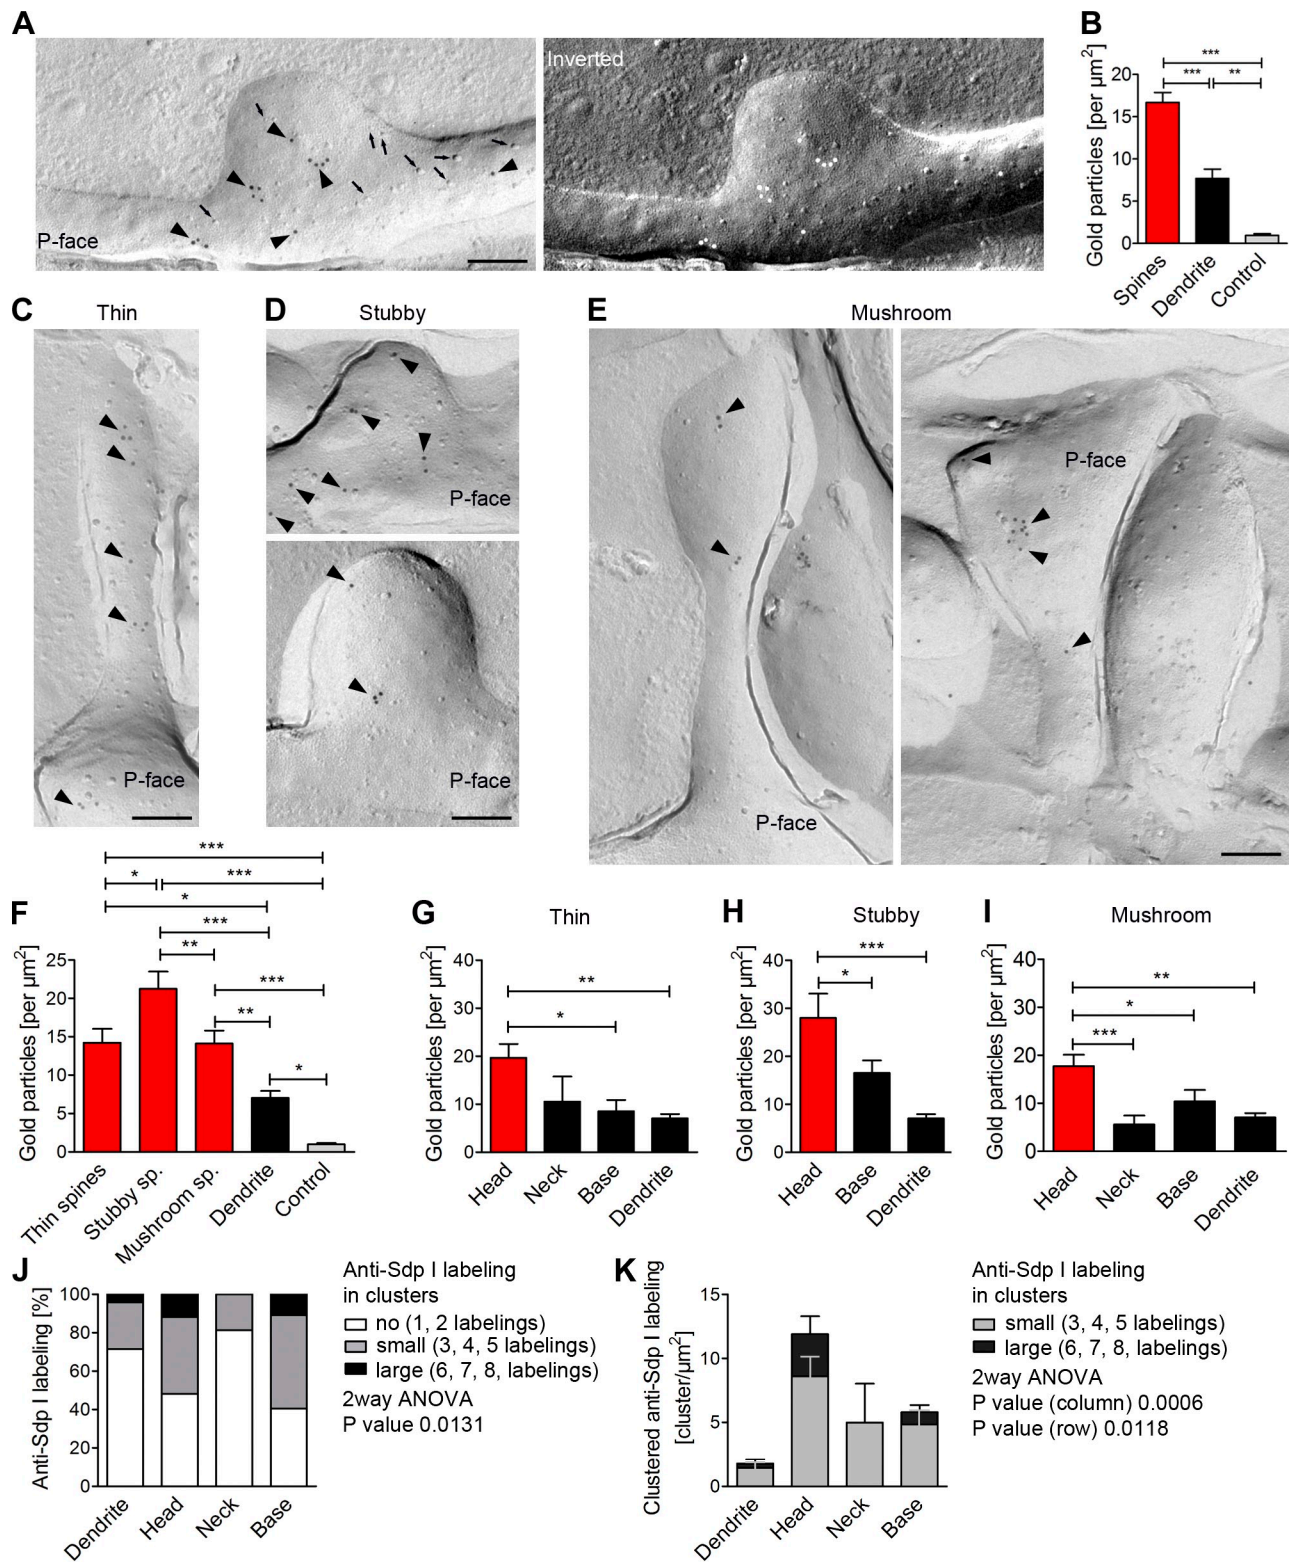 A
Inverted
P-face
B
Gold particles [per µm2]
20
15
10
5
0
***
***
**
Spines
Dendrite
Control
C
Thin
P-face
D
Stubby
P-face
P-face
E
Mushroom
P-face
P-face
F
Gold particles [per µm2]
25
20
15
10
5
0
***
*
***
*
***
**
***
**
*
Thin spines
Stubby sp.
Mushroom sp.
Dendrite
Control
G
Thin
Gold particles [per µm2]
40
30
20
10
0
**
*
Head
Neck
Base
Dendrite
H
Stubby
Gold particles [per µm2]
40
30
20
10
0
***
*
Head
Base
Dendrite
I
Mushroom
Gold particles [per µm2]
40
30
20
10
0
**
*
***
Head
Neck
Base
Dendrite
J
Anti-Sdp I labeling [%]
100
80
60
40
20
0
Dendrite
Head
Neck
Base
Anti-Sdp I labeling
in clusters
no (1, 2 labelings)
small (3, 4, 5 labelings)
large (6, 7, 8, labelings)
2way ANOVA
P value 0.0131
K
Clustered anti-Sdp I labeling
[cluster/µm2]
15
10
5
0
Dendrite
Head
Neck
Base
Anti-Sdp I labeling
in clusters
small (3, 4, 5 labelings)
large (6, 7, 8, labelings)
2way ANOVA
P value (column) 0.0006
P value (row) 0.0118